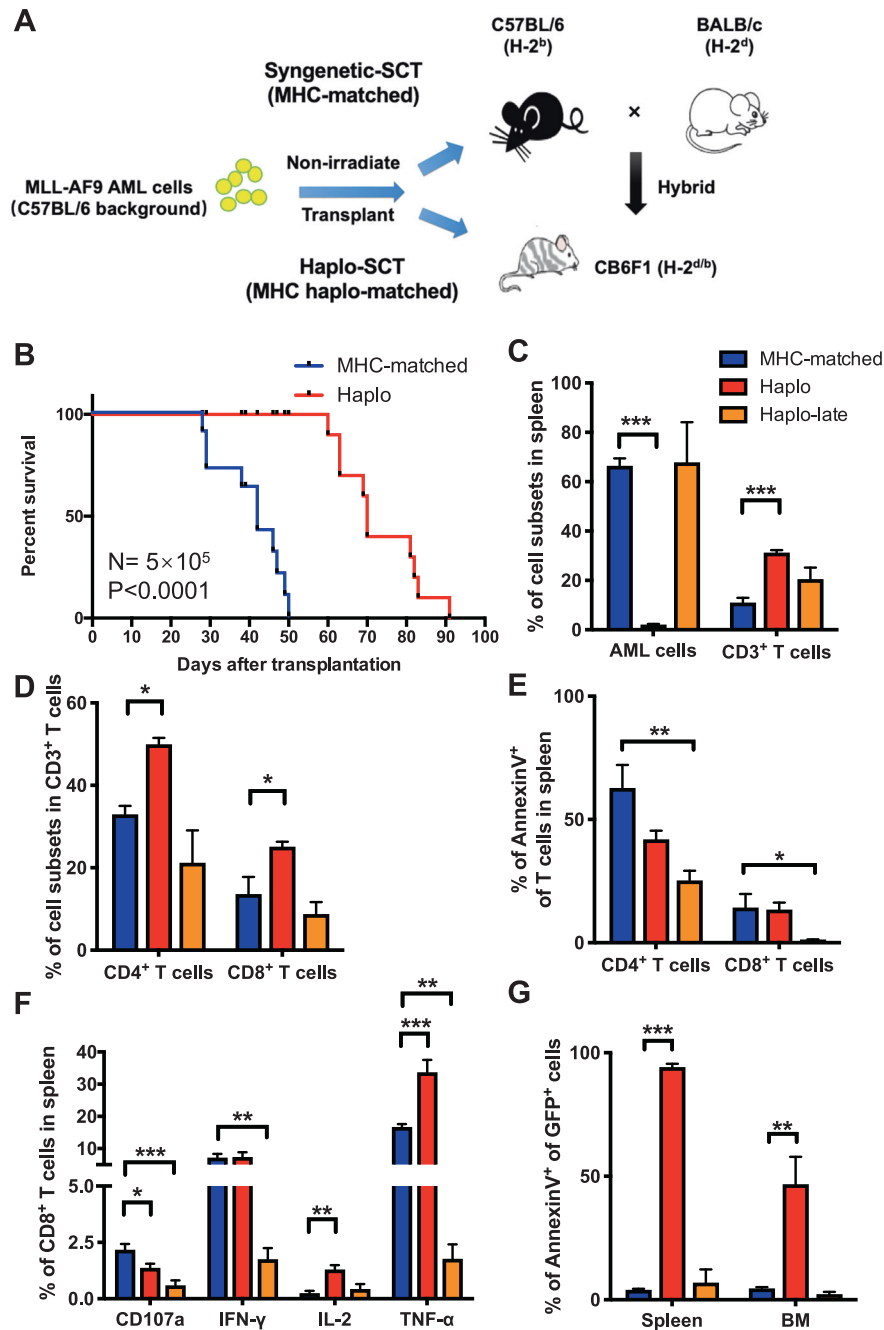 A
C57BL/6
(H-2ᵇ)
BALB/c
(H-2ᵈ)
Syngenetic-SCT
(MHC-matched)
×
MLL-AF9 AML cells
(C57BL/6 background)
Non-irradiate
Transplant
Hybrid
Haplo-SCT
(MHC haplo-matched)
CB6F1 (H-2ᵈ/ᵇ)
B
MHC-matched
Haplo
Percent survival
100
50
0
N= 5×10⁵
P<0.0001
0 10 20 30 40 50 60 70 80 90 100
Days after transplantation
C
MHC-matched
Haplo
Haplo-late
% of cell subsets in spleen
100
80
60
40
20
0
***
***
AML cells CD3⁺ T cells
D
% of cell subsets in CD3⁺ T cells
60
40
20
0
*
*
CD4⁺ T cells CD8⁺ T cells
E
% of AnnexinV⁺
of T cells in spleen
100
50
0
**
*
CD4⁺ T cells CD8⁺ T cells
F
% of CD8⁺ T cells in spleen
40
30
20
10
5.0
2.5
0.0
***
*
**
**
**
***
CD107a IFN-γ IL-2 TNF-α
G
% of AnnexinV⁺ of GFP⁺ cells
100
50
0
***
**
Spleen BM